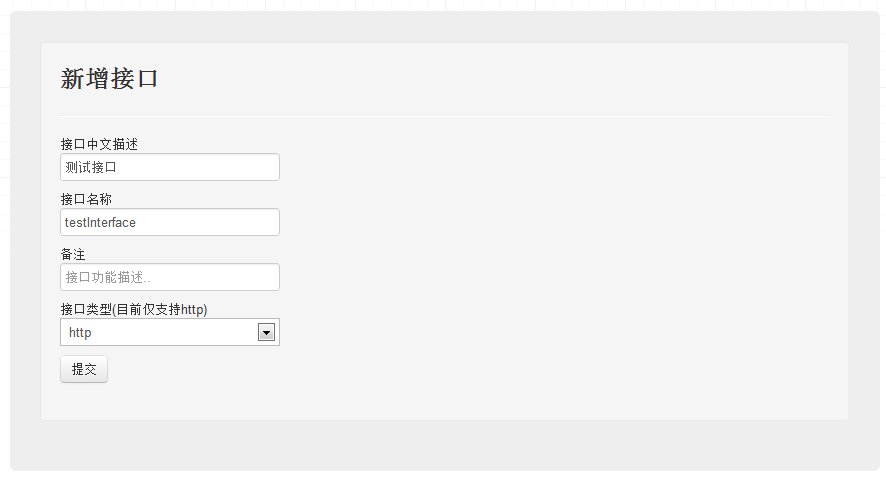 新增接口
接口中文描述
测试接口
接口名称
testInterface
备注
接口功能描述..
接口类型(目前仅支持http)
http
提交